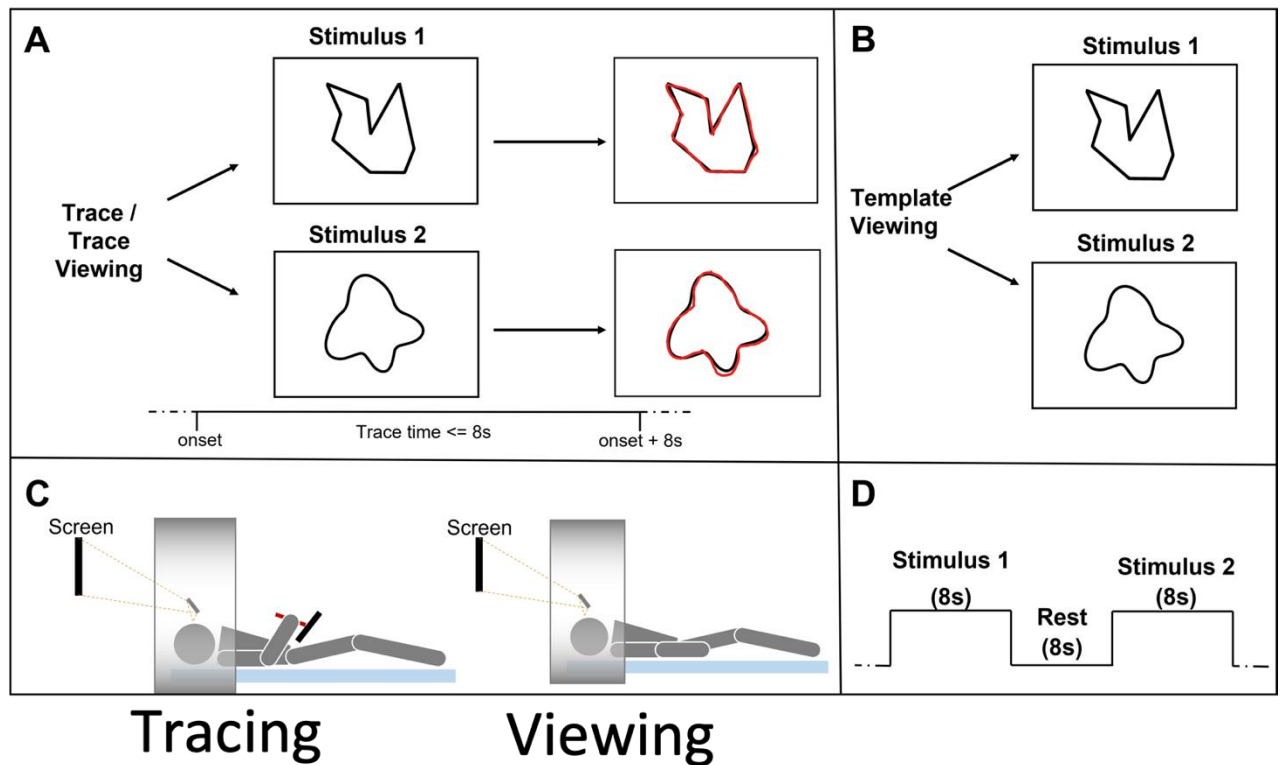 A
Stimulus 1
Trace /
Trace
Viewing
Stimulus 2
onset
Trace time <= 8s
onset + 8s
B
Stimulus 1
Template
Viewing
Stimulus 2
C
Screen
Screen
D
Stimulus 1
(8s)
Rest
(8s)
Stimulus 2
(8s)
Tracing
Viewing